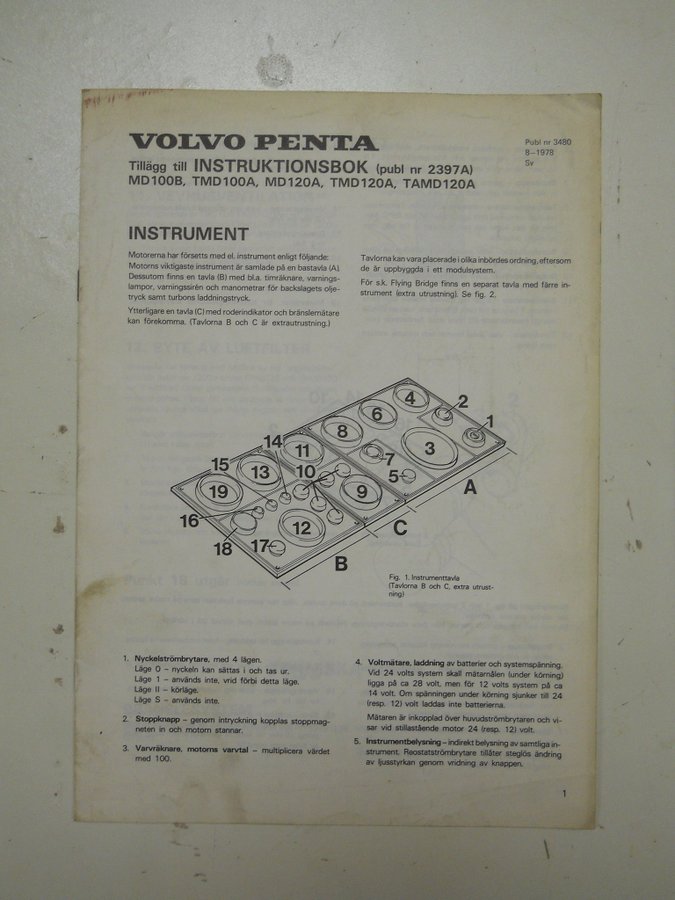 VOLVO PENTA
Publ nr 3480
8–1978
Sv
Tillägg till INSTRUKTIONSBOK (publ nr 2397A)
MD100B, TMD100A, MD120A, TMD120A, TAMD120A
INSTRUMENT
Motorerna har försetts med el. instrument enligt följande:
Motorns viktigaste instrument är samlade på en bastavla (A).
Dessutom finns en tavla (B) med bl.a. timräknare, varnings-
lampor, varningssirén och manometrar för backslagets olje-
tryck samt turbons laddningstryck.
Ytterligare en tavla (C) med roderindikator och bränslemätare
kan förekomma. (Tavlorna B och C är extrautrustning.)
Tavlorna kan vara placerade i olika inbördes ordning, eftersom
de är uppbyggda i ett modulsystem.
För s.k. Flying Bridge finns en separat tavla med färre in-
strument (extra utrustning). Se fig. 2.
4
2
6
1
8
3
14
11
7
15
13
10
5
19
9
A
16
12
C
18
17
B
Fig. 1. Instrumenttavla
(Tavlorna B och C, extra utrust-
ning)
1. Nyckelströmbrytare, med 4 lägen.
Läge 0 – nyckeln kan sättas i och tas ur.
Läge 1 – används inte, vrid förbi detta läge.
Läge II – körläge.
Läge S – används inte.
2. Stoppknapp – genom intryckning kopplas stoppmag-
neten in och motorn stannar.
3. Varvräknare, motorns varvtal – multiplicera värdet
med 100.
4. Voltmätare, laddning av batterier och systemspänning.
Vid 24 volts system skall mätarnålen (under körning)
ligga på ca 28 volt, men för 12 volts system på ca
14 volt. Om spänningen under körning sjunker till 24
(resp. 12) volt laddas inte batterierna.
Mätaren är inkopplad över huvudströmbrytaren och vi-
sar vid stillastående motor 24 (resp. 12) volt.
5. Instrumentbelysning – indirekt belysning av samtliga in-
strument. Reostatströmbrytare tillåter steglös ändring
av ljusstyrkan genom vridning av knappen.
1